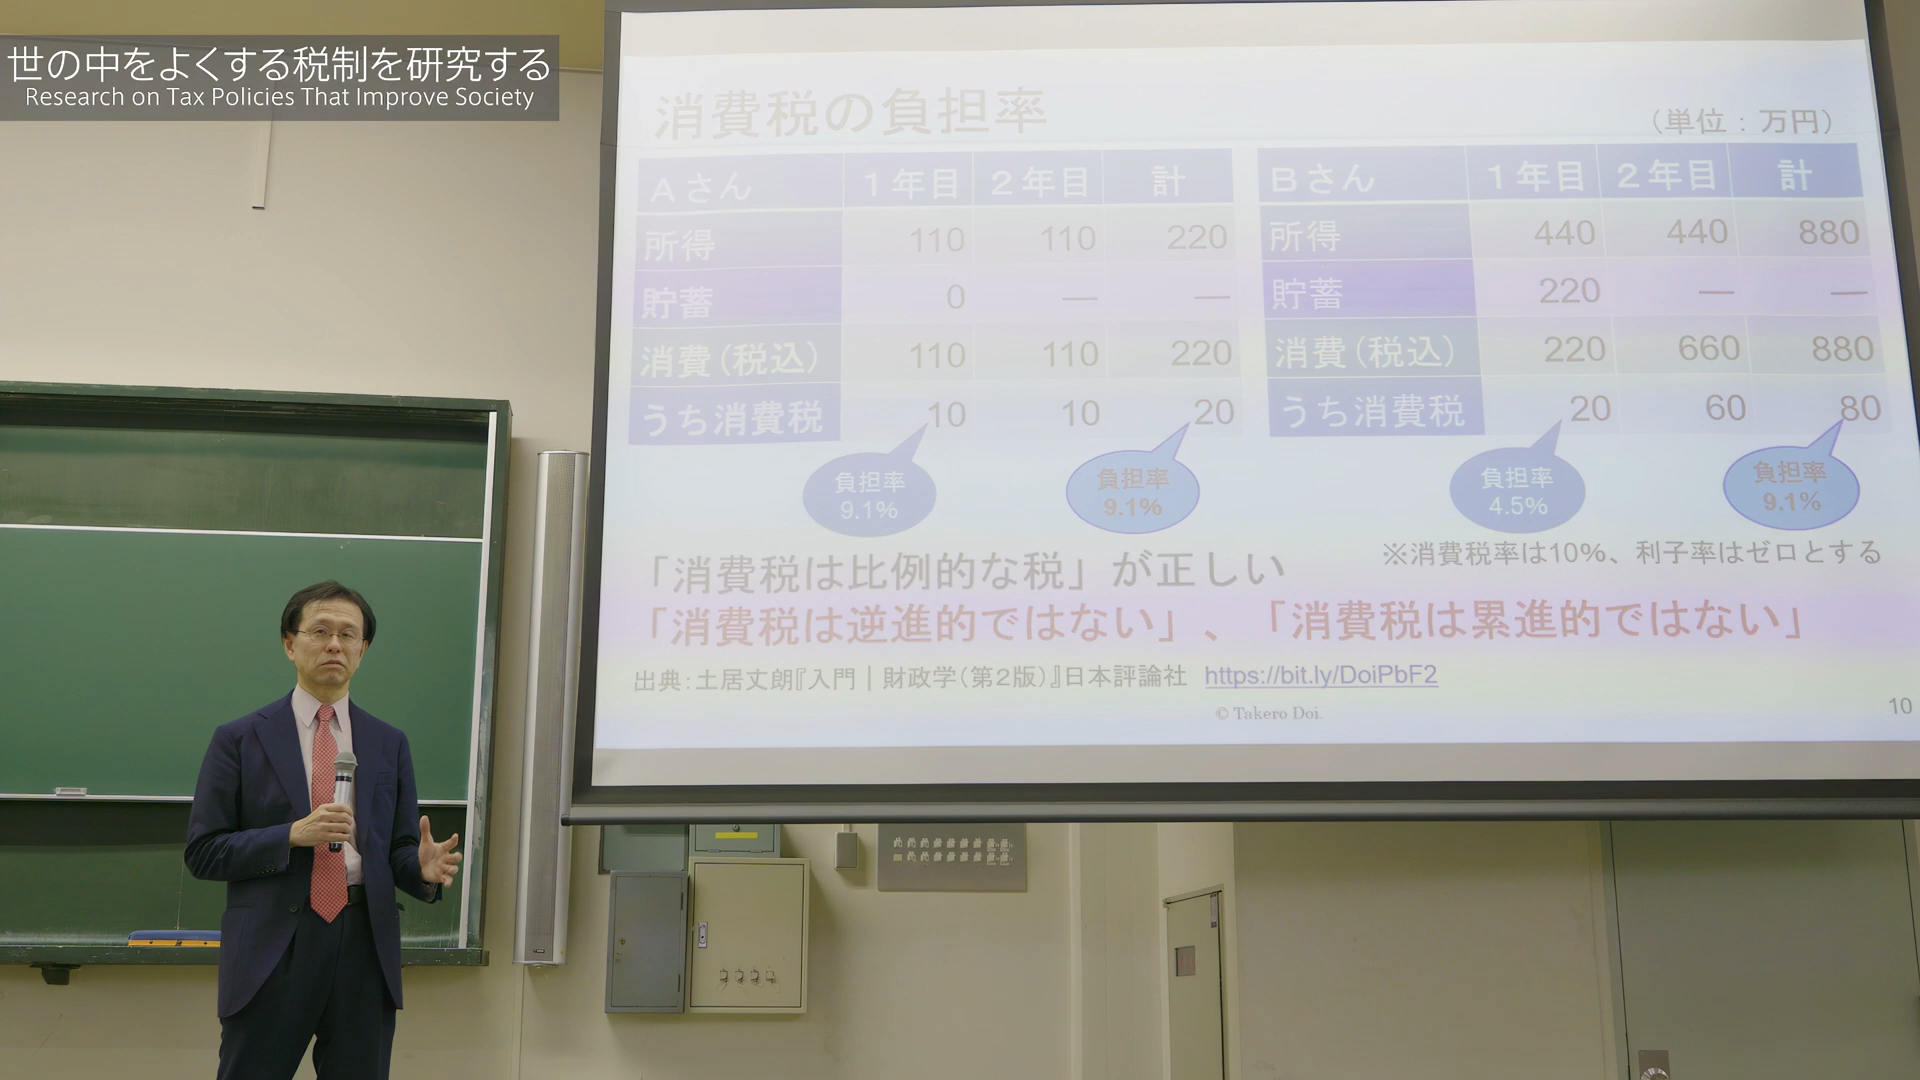 世の中をよくする税制を研究する
Research on Tax Policies That Improve Society
消費税の負担率
（単位：万円）
Aさん 1年目 2年目 計
所得 110 110 220
貯蓄 0 — —
消費（税込） 110 110 220
うち消費税 10 10 20
負担率
9.1%
負担率
9.1%
Bさん 1年目 2年目 計
所得 440 440 880
貯蓄 220 — —
消費（税込） 220 660 880
うち消費税 20 60 80
負担率
4.5%
負担率
9.1%
※消費税率は10%、利子率はゼロとする
「消費税は比例的な税」が正しい
「消費税は逆進的ではない」、「消費税は累進的ではない」
出典：土居丈朗『入門｜財政学（第2版）』日本評論社 https://bit.ly/DoiPbF2
© Takero Doi.
10